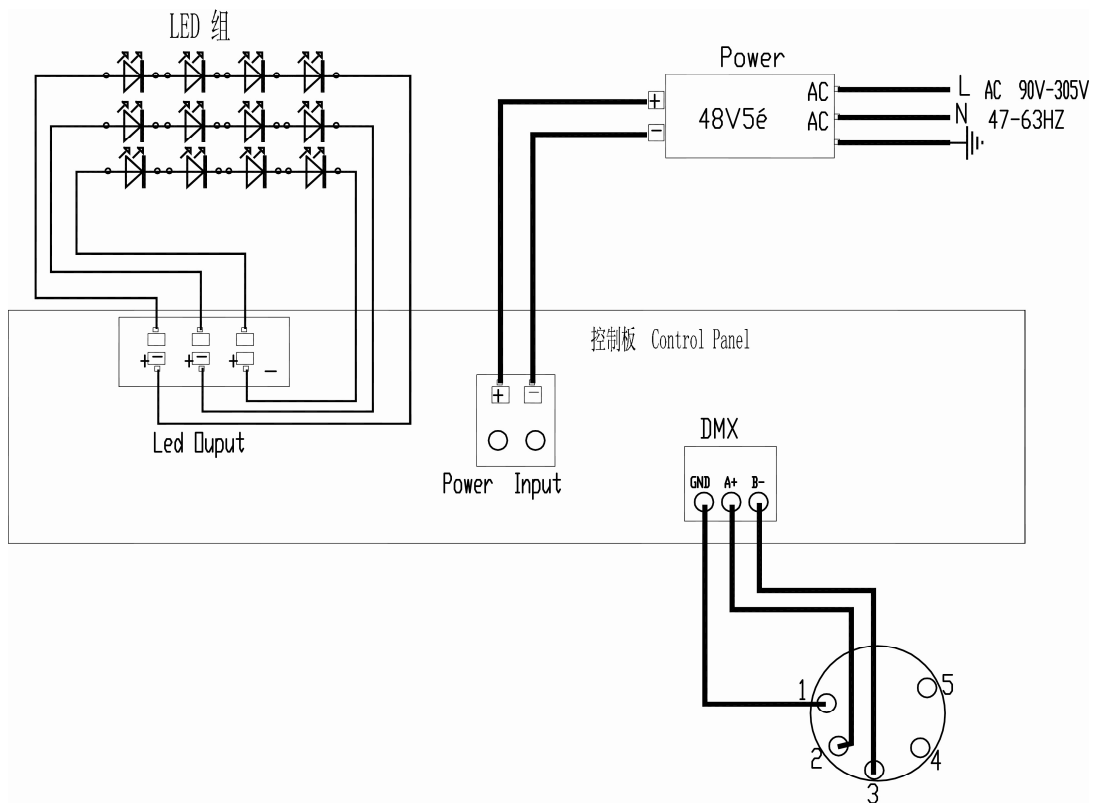 LED 组
Power
AC L AC 90V-305V
48V5é AC N 47-63HZ
+
-
控制板 Control Panel
+ - + - + -
Led Ouput
+ -
Power Input
DMX
GND A+ B-
1
2
3
4
5